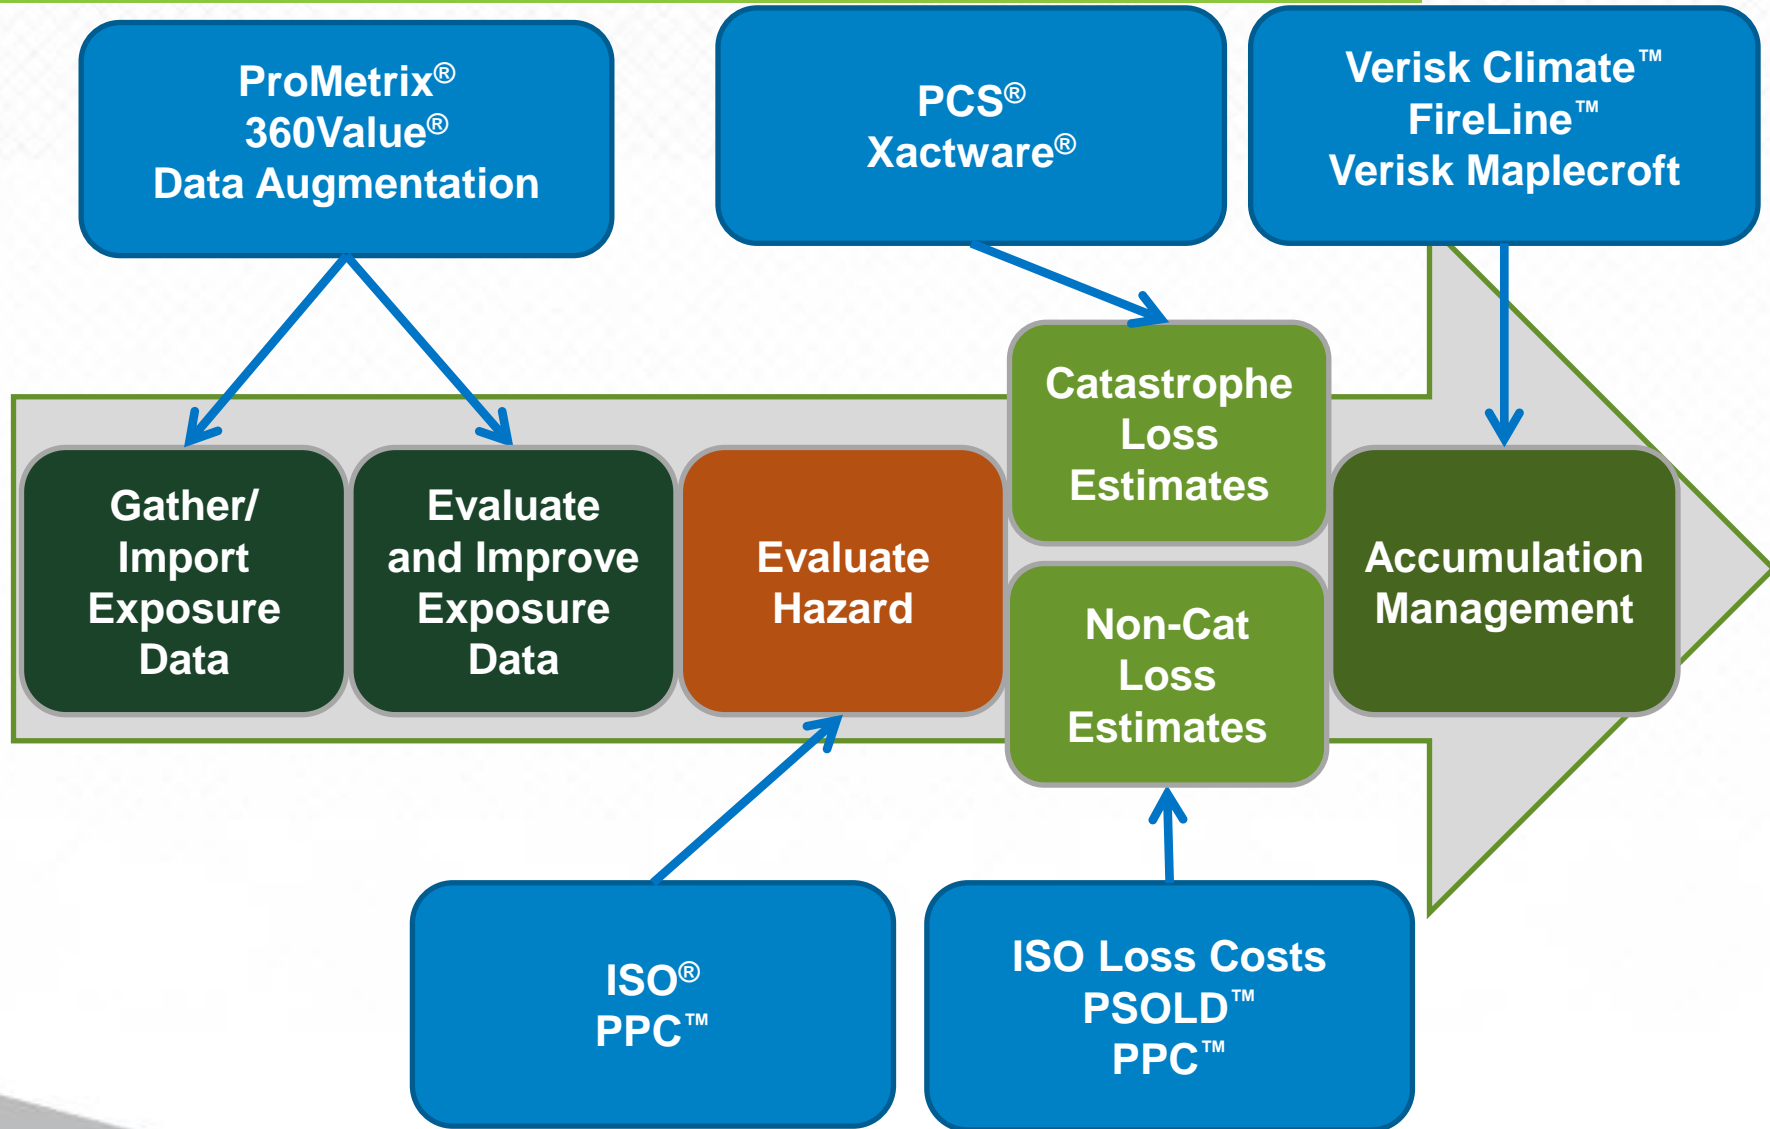 ProMetrix®
360Value®
Data Augmentation
PCS®
Xactware®
Verisk Climate™
FireLine™
Verisk Maplecroft
Gather/
Import
Exposure
Data
Evaluate
and Improve
Exposure
Data
Evaluate
Hazard
Catastrophe
Loss
Estimates
Non-Cat
Loss
Estimates
Accumulation
Management
ISO®
PPC™
ISO Loss Costs
PSOLD™
PPC™